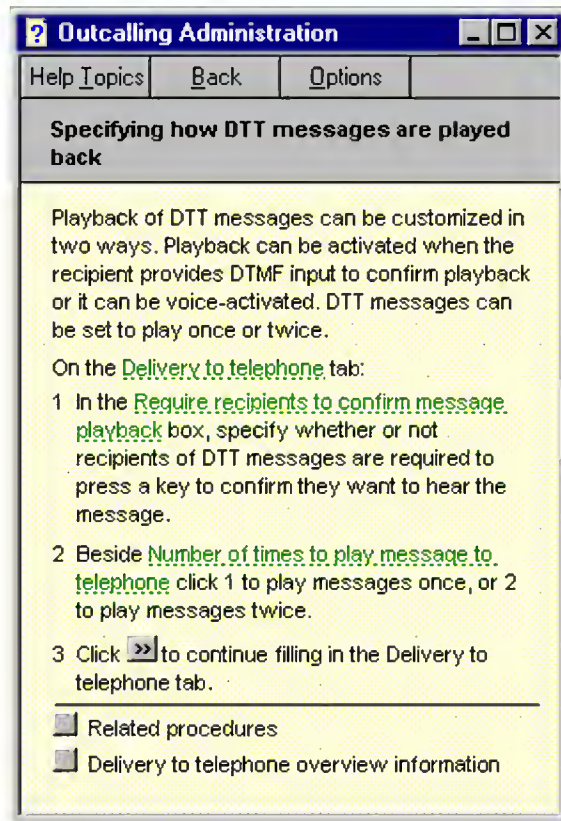 ? Outcalling Administration
Help Topics Back Options
Specifying how DTT messages are played
back
Playback of DTT messages can be customized in
two ways. Playback can be activated when the
recipient provides DTMF input to confirm playback
or it can be voice-activated. DTT messages can
be set to play once or twice.
On the Delivery to telephone tab:
1 In the Require recipients to confirm message
playback box, specify whether or not
recipients of DTT messages are required to
press a key to confirm they want to hear the
message.
2 Beside Number of times to play message to
telephone click 1 to play messages once, or 2
to play messages twice.
3 Click >> to continue filling in the Delivery to
telephone tab.
Related procedures
Delivery to telephone overview information